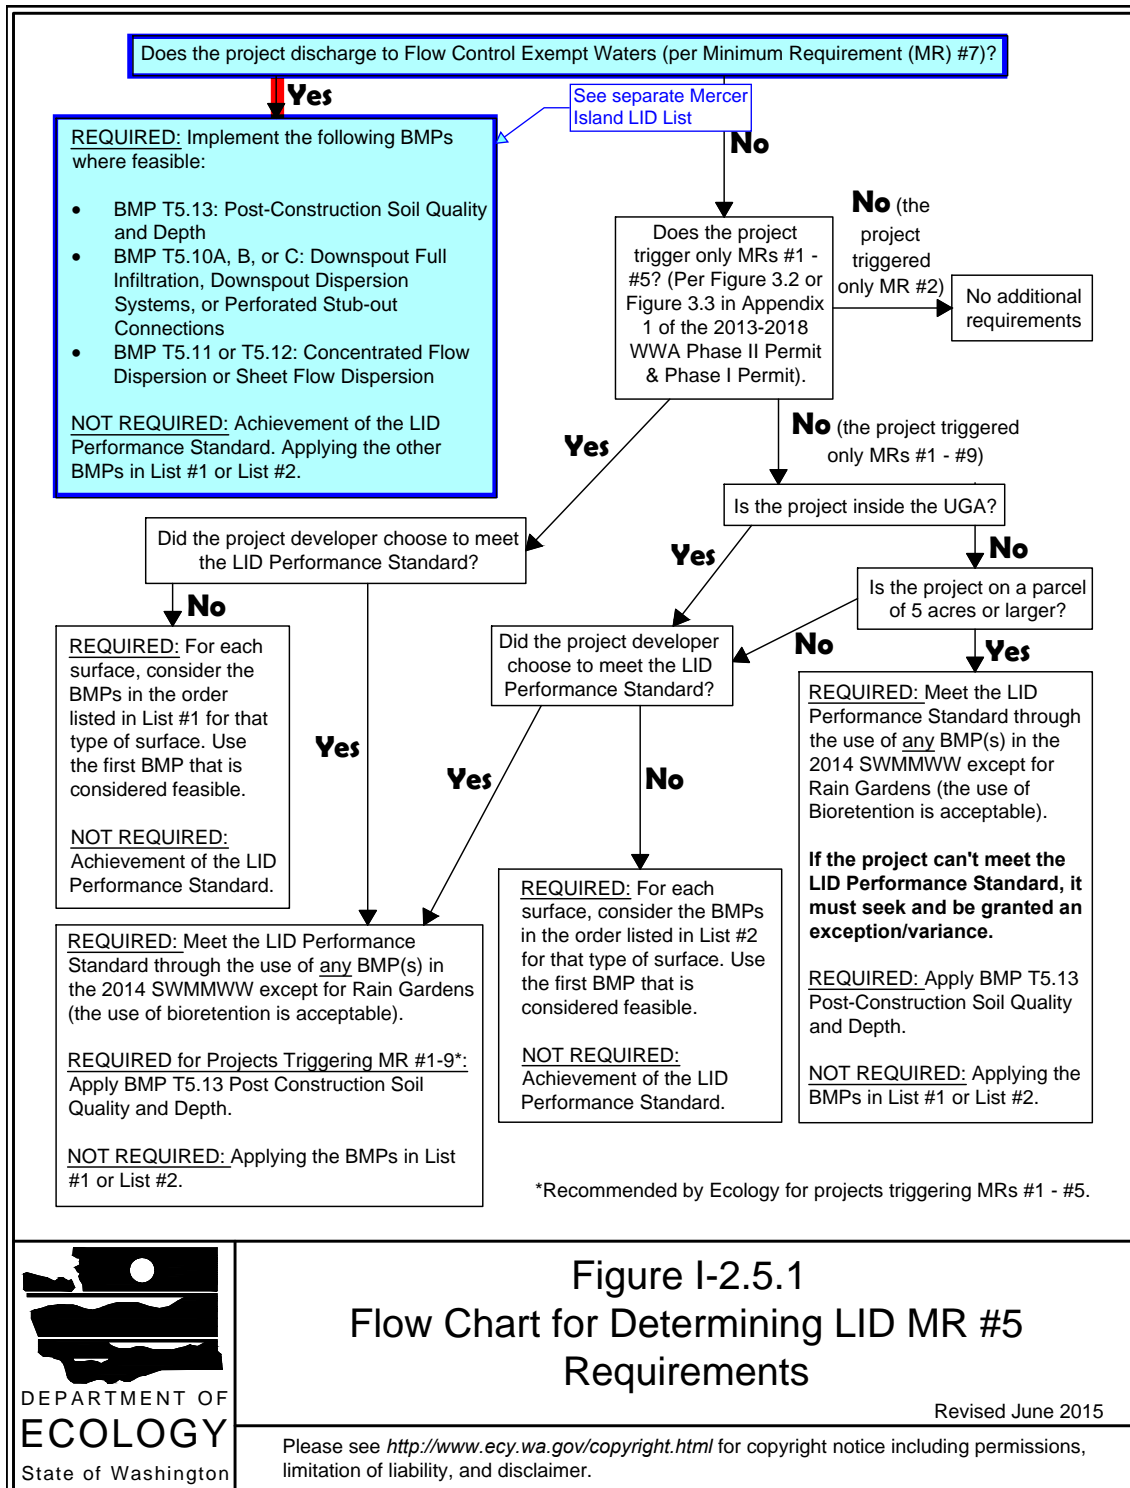 Does the project discharge to Flow Control Exempt Waters (per Minimum Requirement (MR) #7)?
Yes
See separate Mercer
Island LID List
No
REQUIRED: Implement the following BMPs
where feasible:
• BMP T5.13: Post-Construction Soil Quality
and Depth
• BMP T5.10A, B, or C: Downspout Full
Infiltration, Downspout Dispersion
Systems, or Perforated Stub-out
Connections
• BMP T5.11 or T5.12: Concentrated Flow
Dispersion or Sheet Flow Dispersion
NOT REQUIRED: Achievement of the LID
Performance Standard. Applying the other
BMPs in List #1 or List #2.
Does the project
trigger only MRs #1 -
#5? (Per Figure 3.2 or
Figure 3.3 in Appendix
1 of the 2013-2018
WWA Phase II Permit
& Phase I Permit).
No (the
project
triggered
only MR #2)
No additional
requirements
Yes
No (the project triggered
only MRs #1 - #9)
Is the project inside the UGA?
Did the project developer choose to meet
the LID Performance Standard?
Yes
No
Is the project on a parcel
of 5 acres or larger?
No
No
Yes
Did the project developer
choose to meet the LID
Performance Standard?
REQUIRED: For each
surface, consider the
BMPs in the order
listed in List #1 for that
type of surface. Use
the first BMP that is
considered feasible.
NOT REQUIRED:
Achievement of the LID
Performance Standard.
Yes
Yes
No
REQUIRED: Meet the LID
Performance Standard through
the use of any BMP(s) in the
2014 SWMMWW except for
Rain Gardens (the use of
Bioretention is acceptable).
If the project can't meet the
LID Performance Standard, it
must seek and be granted an
exception/variance.
REQUIRED: Apply BMP T5.13
Post-Construction Soil Quality
and Depth.
NOT REQUIRED: Applying the
BMPs in List #1 or List #2.
REQUIRED: For each
surface, consider the BMPs
in the order listed in List #2
for that type of surface. Use
the first BMP that is
considered feasible.
NOT REQUIRED:
Achievement of the LID
Performance Standard.
REQUIRED: Meet the LID Performance
Standard through the use of any BMP(s) in
the 2014 SWMMWW except for Rain Gardens
(the use of bioretention is acceptable).
REQUIRED for Projects Triggering MR #1-9*:
Apply BMP T5.13 Post Construction Soil
Quality and Depth.
NOT REQUIRED: Applying the BMPs in List
#1 or List #2.
*Recommended by Ecology for projects triggering MRs #1 - #5.
DEPARTMENT OF
ECOLOGY
State of Washington
Figure I-2.5.1
Flow Chart for Determining LID MR #5
Requirements
Revised June 2015
Please see http://www.ecy.wa.gov/copyright.html for copyright notice including permissions,
limitation of liability, and disclaimer.